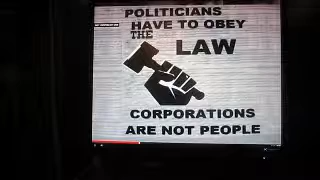 POLITICIANS
HAVE TO OBEY
THE
LAW
CORPORATIONS
ARE NOT PEOPLE